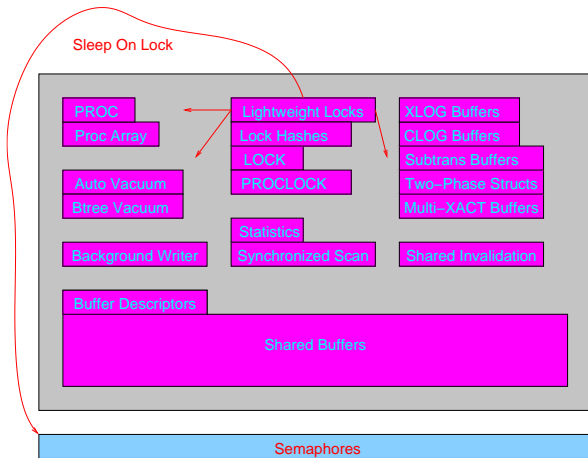 Sleep On Lock
PROC
Proc Array
Lightweight Locks
Lock Hashes
LOCK
PROCLOCK
XLOG Buffers
CLOG Buffers
Subtrans Buffers
Two−Phase Structs
Multi−XACT Buffers
Auto Vacuum
Btree Vacuum
Statistics
Background Writer
Synchronized Scan
Shared Invalidation
Buffer Descriptors
Shared Buffers
Semaphores